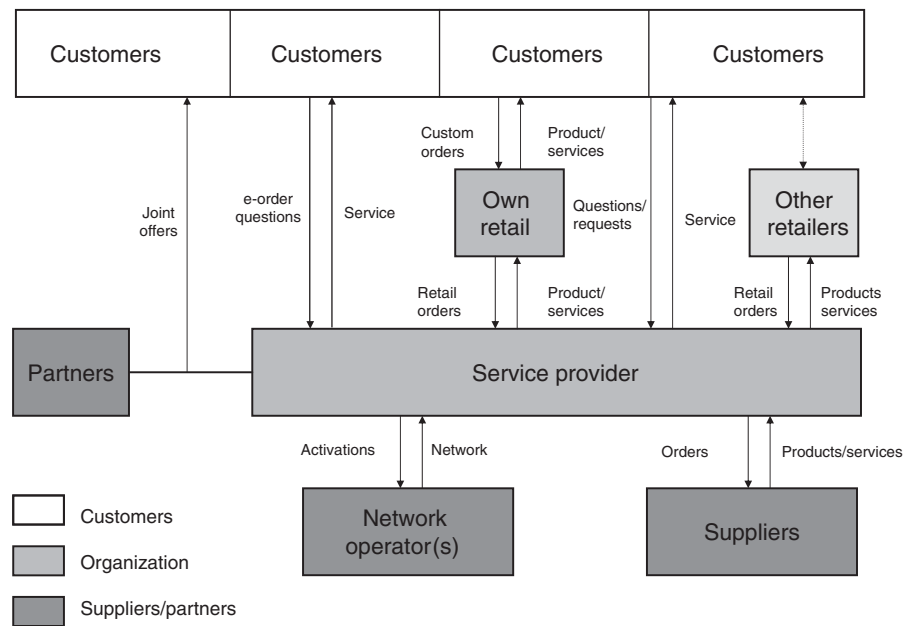 Customers
Customers
Customers
Customers
Custom
orders
Product/
services
Joint
offers
e-order
questions
Service
Own
retail
Questions/
requests
Service
Other
retailers
Retail
orders
Product/
services
Retail
orders
Products
services
Partners
Service provider
Activations
Network
Orders
Products/services
Network
operator(s)
Suppliers
Customers
Organization
Suppliers/partners